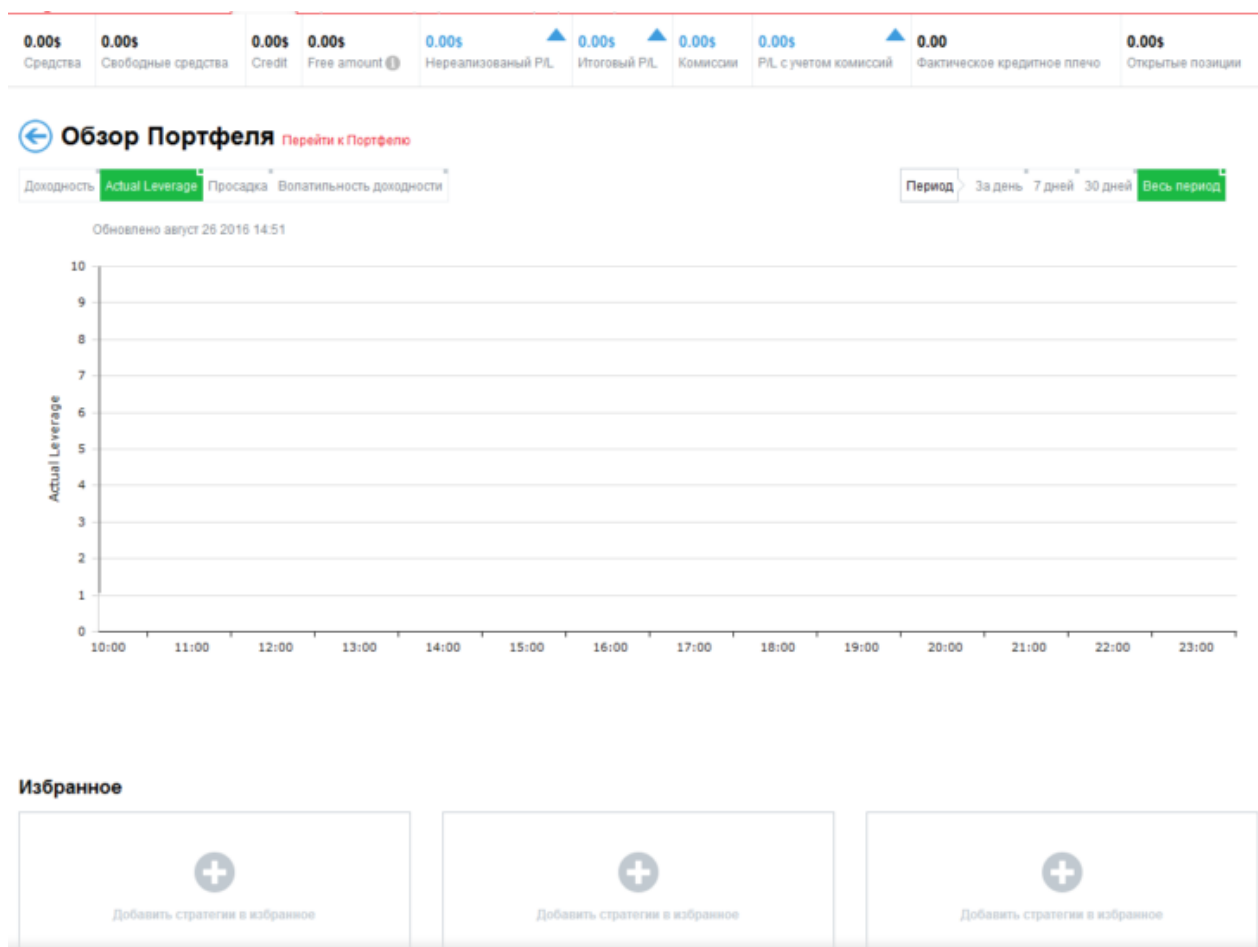 0.00$ 0.00$ 0.00$ 0.00$ 0.00$ 0.00$ 0.00$ 0.00$ 0.00 0.00$
Средства Свободные средства Credit Free amount Нереализованый P/L Итоговый P/L Комиссии P/L с учетом комиссий Фактическое кредитное плечо Открытые позиции
Обзор Портфеля Перейти к Портфелю
Доходность Actual Leverage Просадка Волатильность доходности Период За день 7 дней 30 дней Весь период
Обновлено август 26 2016 14:51
10
9
8
7
6
5
4
3
2
1
0
Actual Leverage
10:00 11:00 12:00 13:00 14:00 15:00 16:00 17:00 18:00 19:00 20:00 21:00 22:00 23:00
Избранное
Добавить стратегии в избранное Добавить стратегии в избранное Добавить стратегии в избранное